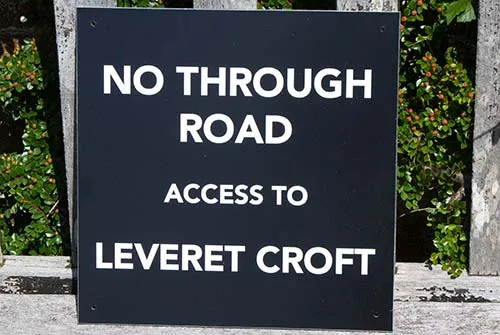 NO THROUGH
ROAD
ACCESS TO
LEVERET CROFT